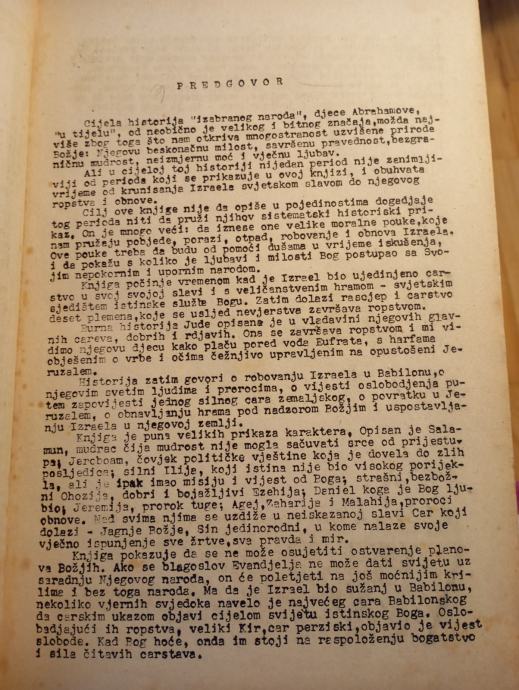 PREDGOVOR
Cijela historija "izabranog naroda", djece Abrahamove,
"u tijelu", od neobično je velikog i bitnog značaja,možda naj-
više zbog toga što nam otkriva mnogostranost uzvišene prirode
Božje: Njegovu beskonačnu milost, savršenu pravednost,bezgra-
ničnu mudrost, neizmjernu moć i vječnu ljubav.
Ali u cijeloj toj historiji nijedan period nije zanimlji-
viji od perioda koji se prikazuje u ovoj knjizi, i obuhvata
vrijeme od krunisanja Izraela svjetskom slavom do njegovog
ropstva i obnove.
Cilj ove knjige nije da opiše u pojedinostima dogadjaje
tog perioda niti da pruži njihov sistematski historiski pri-
kaz. On je mnogo veći: da iznese one velike moralne pouke,koje
nam pružaju pobjede, porazi, otpad, robovanje i obnova Izraela.
Ove pouke treba da budu od pomoći dušama u vrijeme iskušenja,
i da pokažu s koliko je ljubavi i milosti Bog postupao sa Svo-
jim nepokornim i upornim narodom.
Knjiga počinje vremenom kad je Izrael bio ujedinjeno car-
stvo u svoj svojoj slavi i s veličanstvenim hramom - svjetskim
sjedištem istinske službe Bogu. Zatim dolazi rascjep i carstvo
deset plemena,koje se usljed nevjerstva završava ropstvom.
Burna historija Jude opisana je u vladavini njegovih glav-
nih careva, dobrih i rdjavih. Ona se završava ropstvom i mi vi-
dimo njegovu djecu kako plaču pored voda Eufrata, s harfama
obješenim o vrbe i očima čežnjivo upravljenim na opustošeni Je-
ruzalem.
Historija zatim govori o robovanju Izraela u Babilonu,o
njegovim svetim ljudima i prorocima, o vijesti oslobodjenja pu-
tem zapovijesti jednog silnog cara zemaljskog, o povratku u Je-
ruzalem, o obnavljanju hrama pod nadzorom Božjim i uspostavlja-
nju Izraela u njegovoj zemlji.
Knjiga je puna velikih prikaza karaktera, Opisan je Sala-
mun, mudrac čija mudrost nije mogla sačuvati srce od prijestu-
pa; Jeroboam, čovjek političke vještine koja je dovela do zlih
posljedica; silni Ilije, koji istina nije bio visokog porijek-
la, ali je ipak imao misiju i vijest od Boga; strašni,bezbož-
ni Ohozija, dobri i bojažljivi Ezehija; Daniel koga je Bog lju-
bio; Jeremija, prorok tuge; Agej,Zaharija i Malahija,proroci
obnove. Nad svima njima se uzdiže u neiskazanoj slavi Car koji
dolazi - Jagnje Božje, Sin jedinorodni, u kome nalaze svoje
vječno ispunjenje sve žrtve,sva pravda i mir.
Knjiga pokazuje da se ne može osujetiti ostvarenje plano-
va Božjih. Ako se blagoslov Evandjelja ne može dati svijetu uz
saradnju Njegovog naroda, on će poletjeti na još moćnijim kri-
lima i bez toga naroda. Ma da je Izrael bio sužanj u Babilonu,
nekoliko vjernih svjedoka navelo je najvećeg cara Babilonskog
da carskim ukazom objavi cijelom svijetu istinskog Boga. Oslo-
badjajući ih ropstva, veliki Kir,car perziski,objavio je vijest
slobode. Kad Bog hoće, onda im stoji na raspoloženju bogatstvo
i sila čitavih carstava.